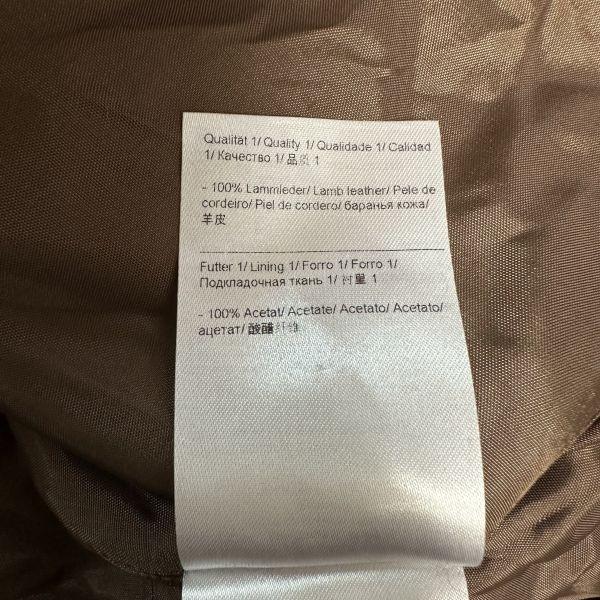 Qualität 1/ Quality 1/ Qualidade 1/ Calidad
1/ Качество 1/ 品质 1
- 100% Lammleder/ Lamb leather/ Pele de
cordeiro/ Piel de cordero/ баранья кожа/
羊皮
Futter 1/ Lining 1/ Forro 1/ Forro 1/
Подкладочная ткань 1/ 衬里 1
- 100% Acetat/ Acetate/ Acetato/ Acetato/
ацетат/ 酸醋纤维